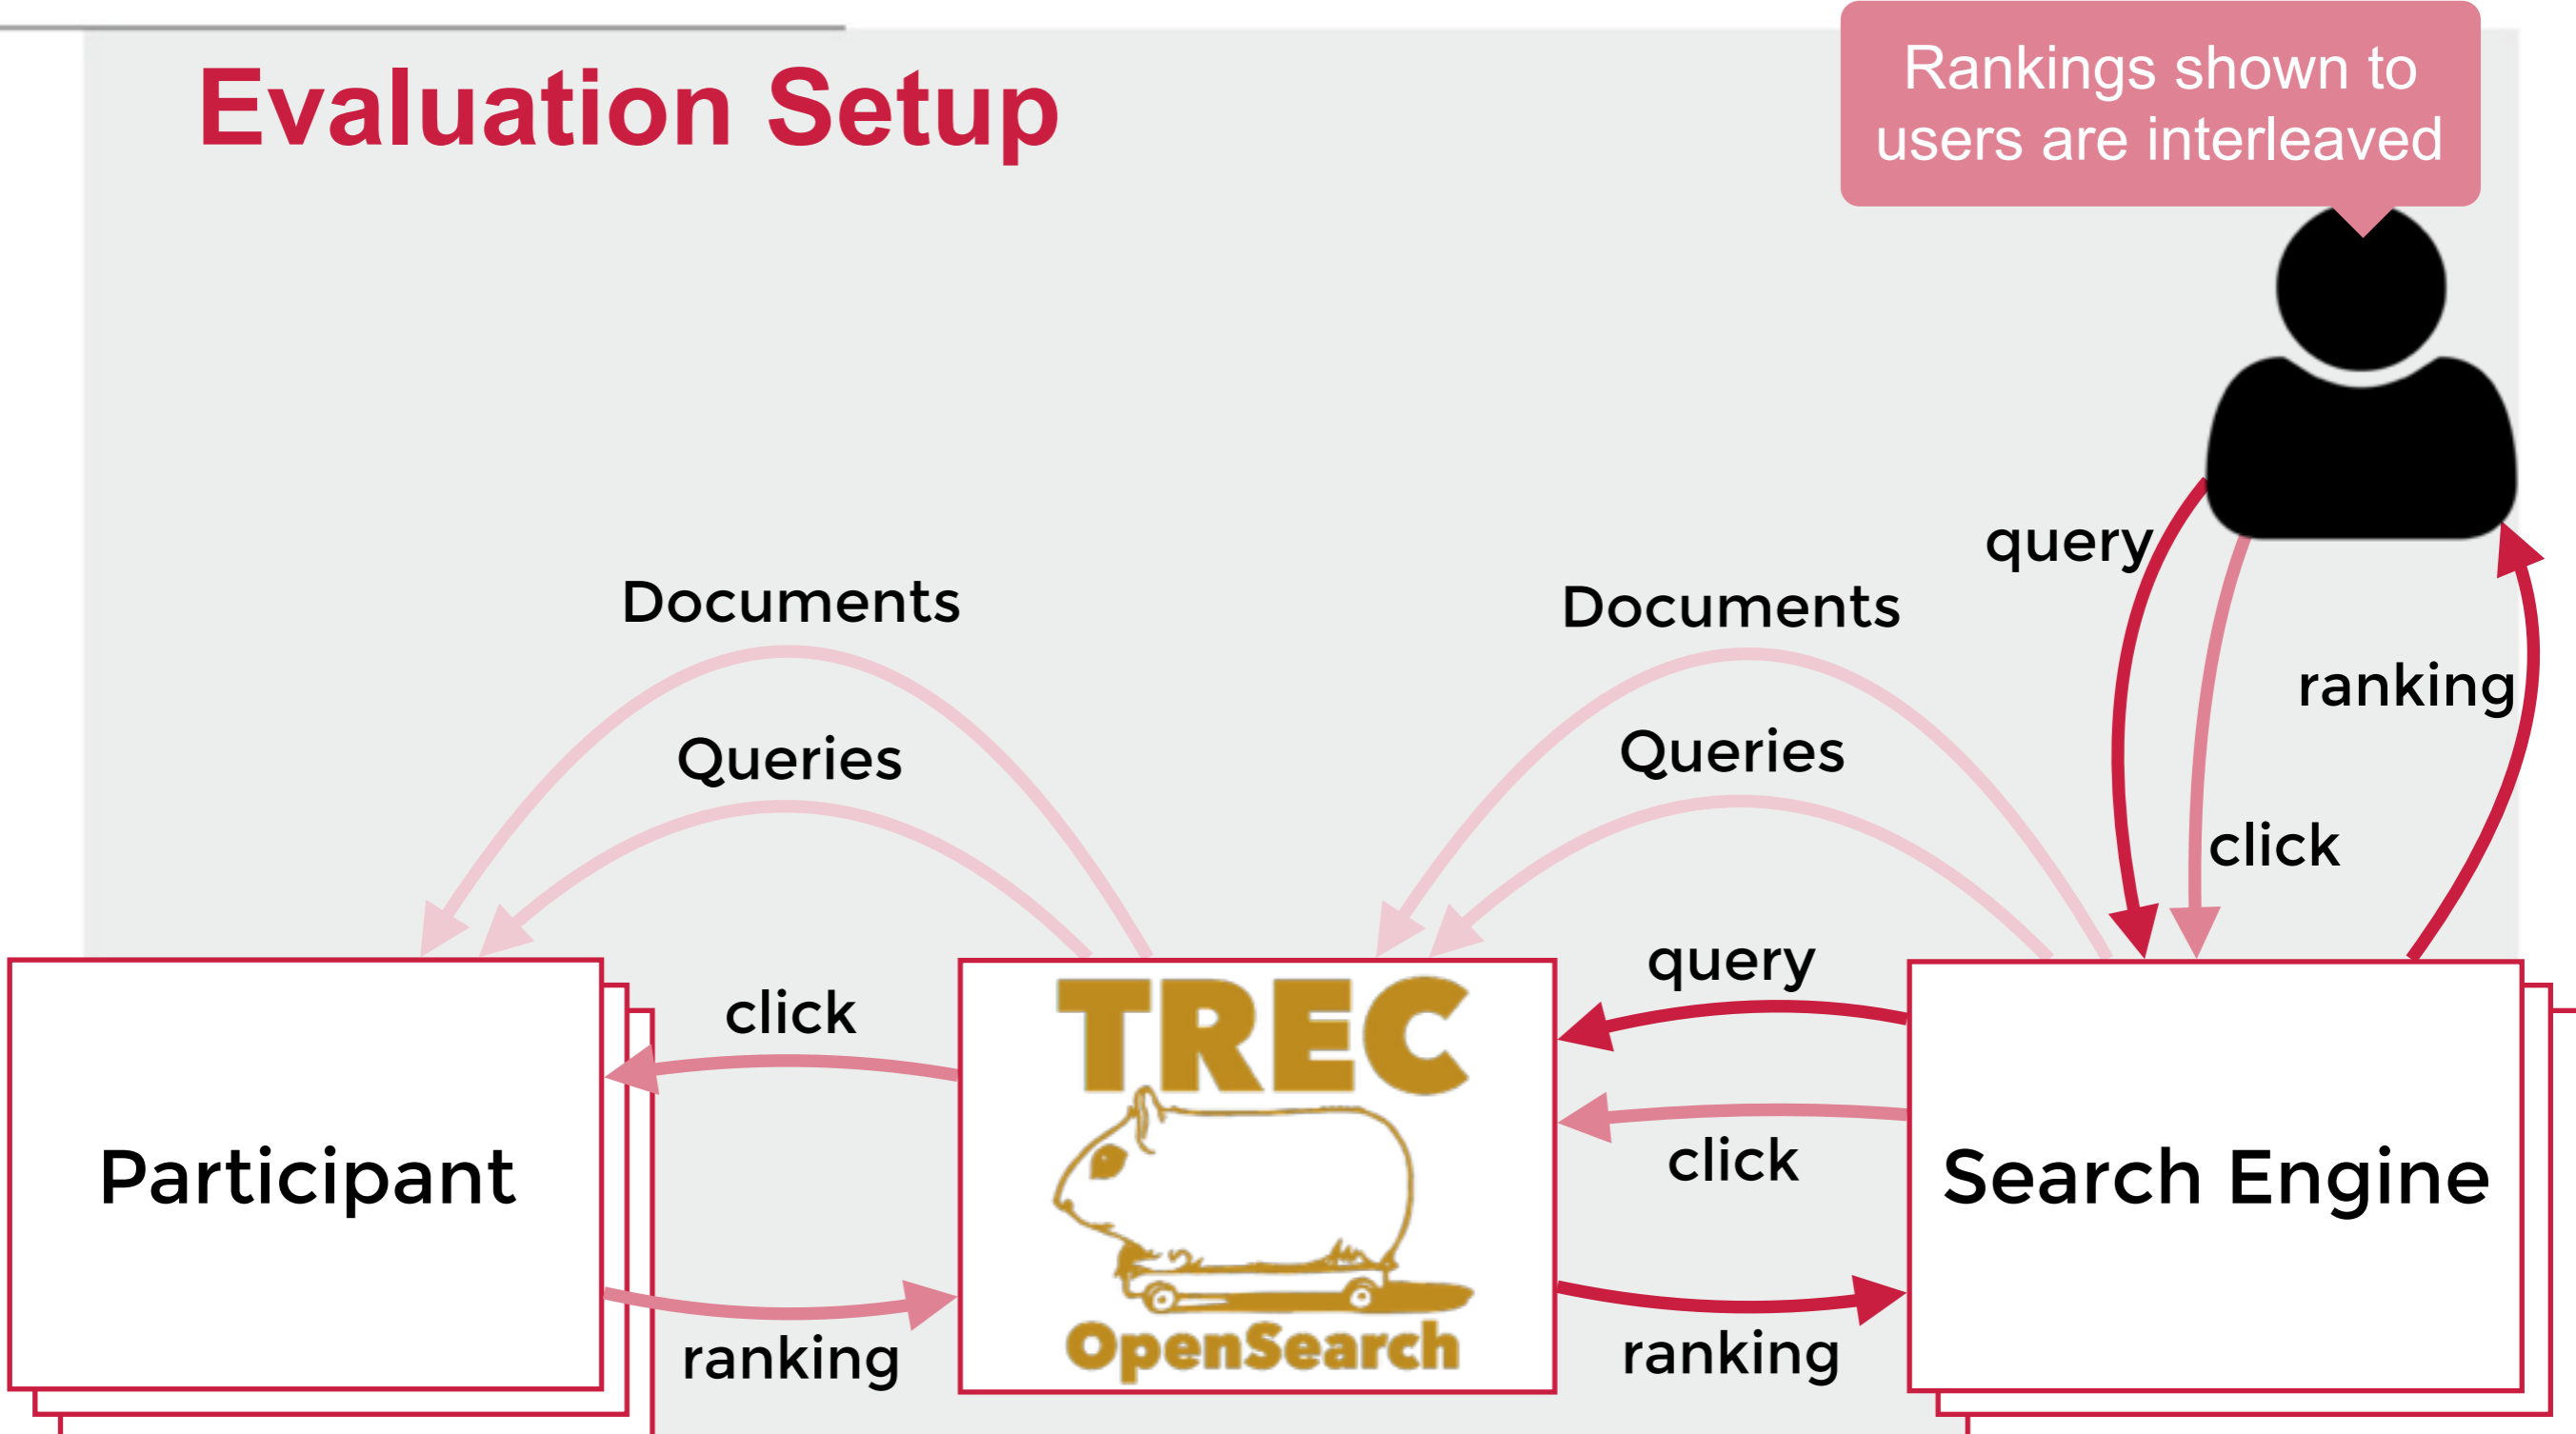 Evaluation Setup
Rankings shown to
users are interleaved
query
Documents
Documents
ranking
Queries
Queries
click
query
click
TREC
click
Participant
Search Engine
ranking
ranking
OpenSearch